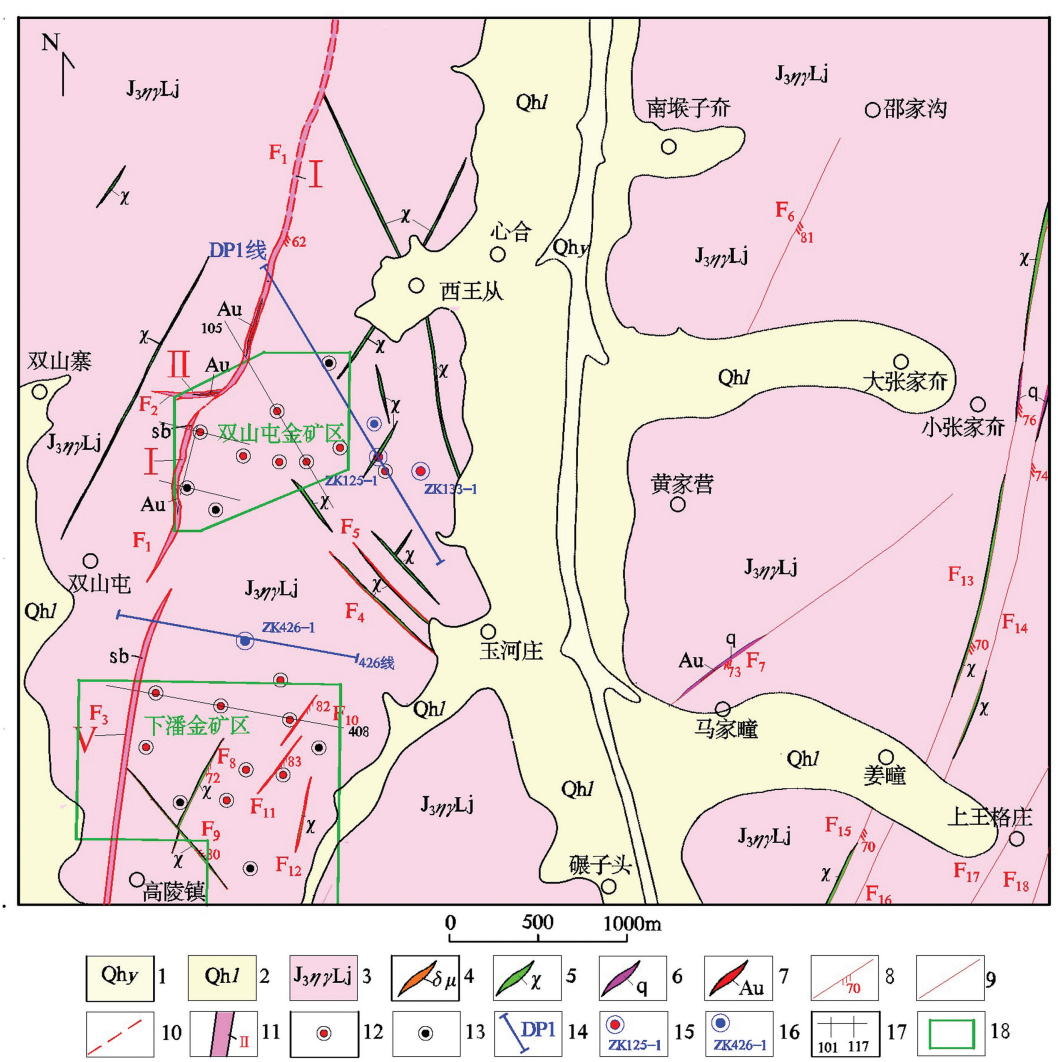 N
J₃ηγLj
J₃ηγLj
Qhl
南堠子夼
邵家沟
χ
F₁
I
χ
F₆
81
62
DP1线
心合
Qhy
J₃ηγLj
χ
西王从
Au
105
χ
χ
χ
双山寨
II
Au
大张家夼
F₂
Qhl
χ
q
小张家夼
76
sb
双山屯金矿区
J₃ηγLj
I
74
ZK125-1
ZK133-1
黄家营
Au
χ
F₁
F₅
双山屯
χ
J₃ηγLj
F₁₃
J₃ηγLj
χ
Qhl
F₄
F₁₄
ZK426-1
q
玉河庄
70
sb
426线
Au
73
F₇
χ
82
F₁₀
Qhl
χ
F₃
下潘金矿区
408
马家疃
V
F₈
83
Qhl
姜疃
72
χ
Qhl
F₁₁
J₃ηγLj
上王格庄
F₉
χ
J₃ηγLj
F₁₅
70
χ
80
F₁₂
碾子头
F₁₇
高陵镇
χ
F₁₈
F₁₆
0 500 1000m
Qhy 1 Qhl 2 J₃ηγLj 3 δμ 4 χ 5 q 6 Au 7 70 8 9
10 II 11 12 13 DP1 14 ZK125-1 15 ZK426-1 16 101 117 17 18